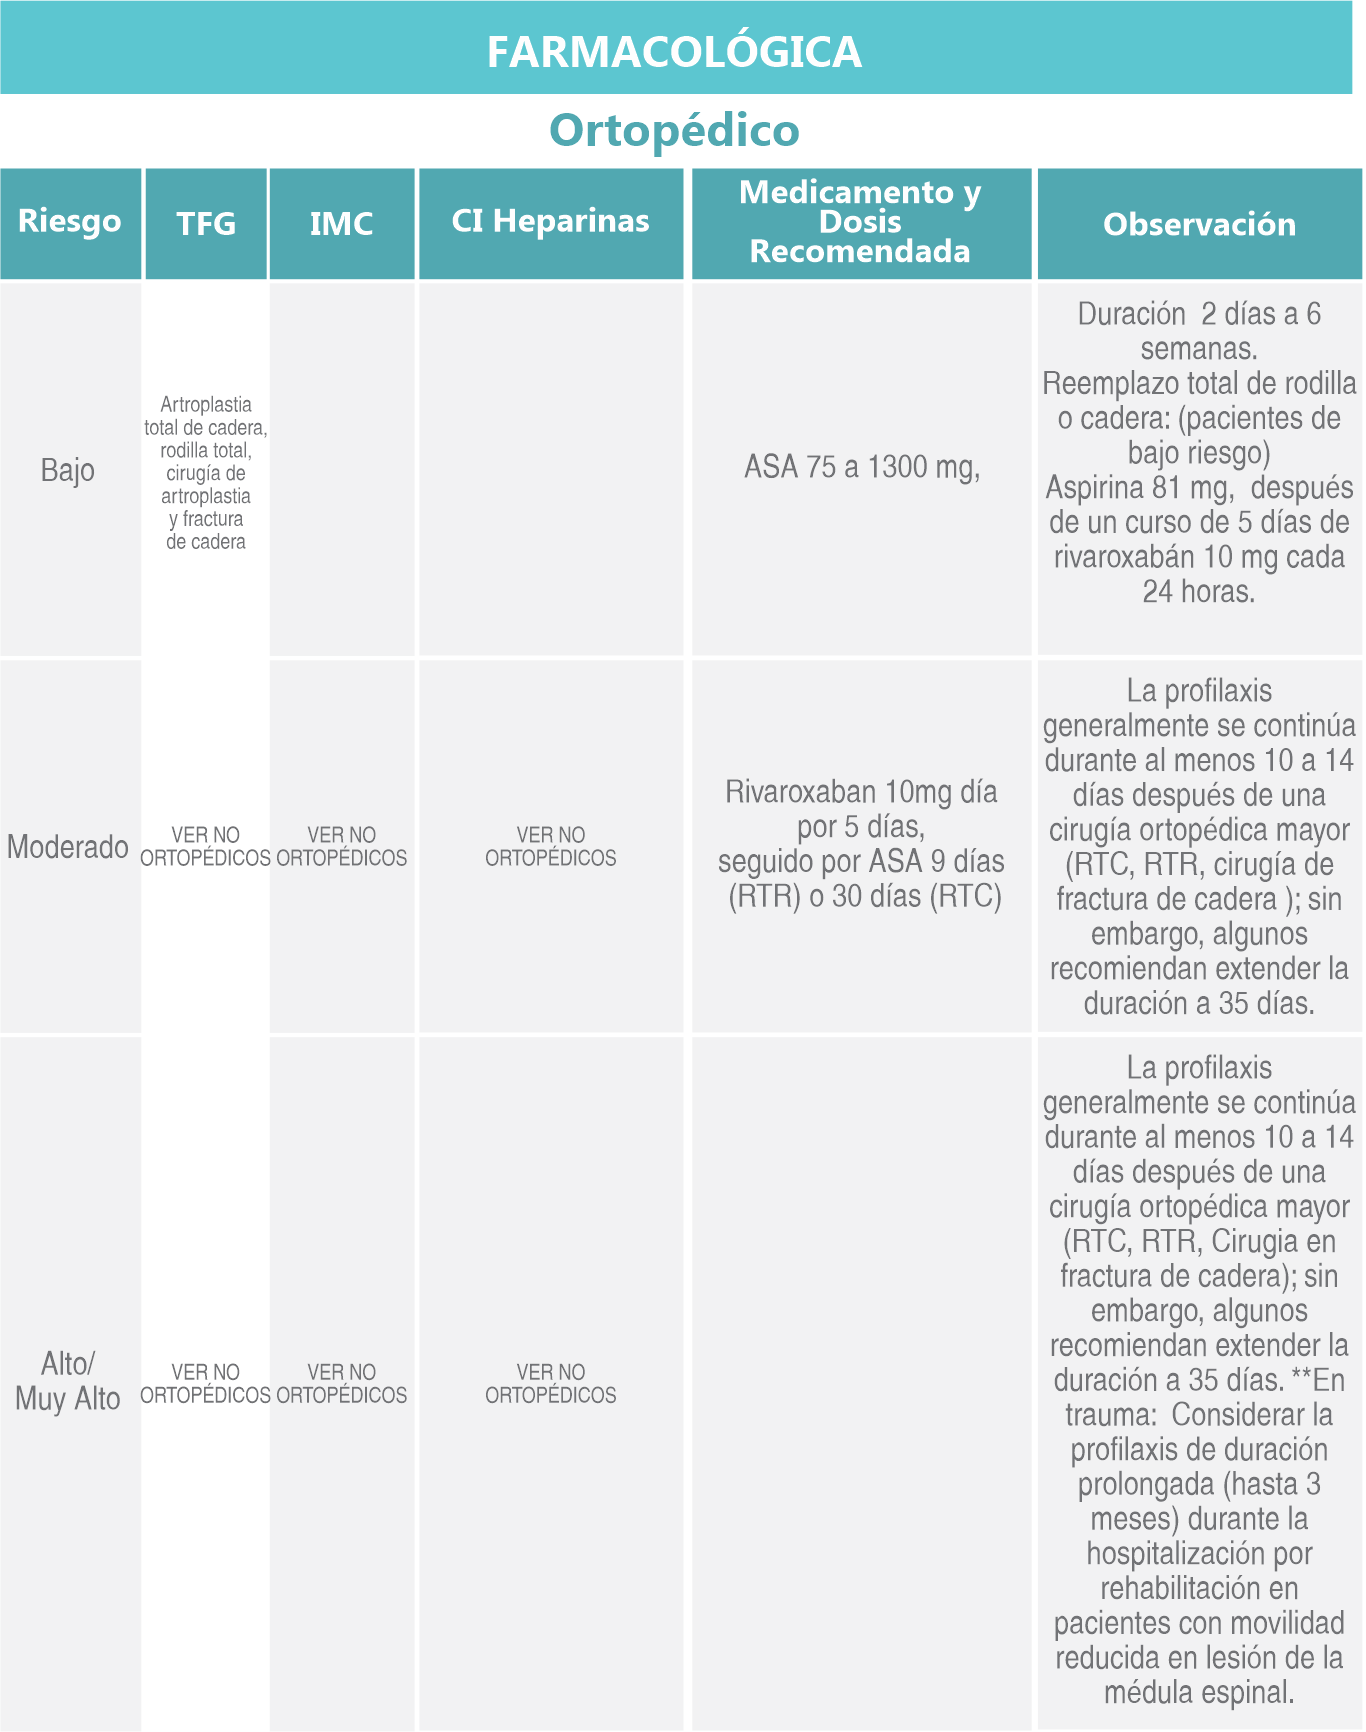 FARMACOLÓGICA
Ortopédico
Riesgo
TFG
IMC
CI Heparinas
Medicamento y
Dosis
Recomendada
Observación
Bajo
Artroplastia
total de cadera,
rodilla total,
cirugía de
artroplastia
y fractura
de cadera
ASA 75 a 1300 mg,
Duración 2 días a 6
semanas.
Reemplazo total de rodilla
o cadera: (pacientes de
bajo riesgo)
Aspirina 81 mg, después
de un curso de 5 días de
rivaroxabán 10 mg cada
24 horas.
Moderado
VER NO
ORTOPÉDICOS
VER NO
ORTOPÉDICOS
VER NO
ORTOPÉDICOS
Rivaroxaban 10mg día
por 5 días,
seguido por ASA 9 días
(RTR) o 30 días (RTC)
La profilaxis
generalmente se continúa
durante al menos 10 a 14
días después de una
cirugía ortopédica mayor
(RTC, RTR, cirugía de
fractura de cadera ); sin
embargo, algunos
recomiendan extender la
duración a 35 días.
Alto/
Muy Alto
VER NO
ORTOPÉDICOS
VER NO
ORTOPÉDICOS
VER NO
ORTOPÉDICOS
La profilaxis
generalmente se continúa
durante al menos 10 a 14
días después de una
cirugía ortopédica mayor
(RTC, RTR, Cirugia en
fractura de cadera); sin
embargo, algunos
recomiendan extender la
duración a 35 días. **En
trauma: Considerar la
profilaxis de duración
prolongada (hasta 3
meses) durante la
hospitalización por
rehabilitación en
pacientes con movilidad
reducida en lesión de la
médula espinal.